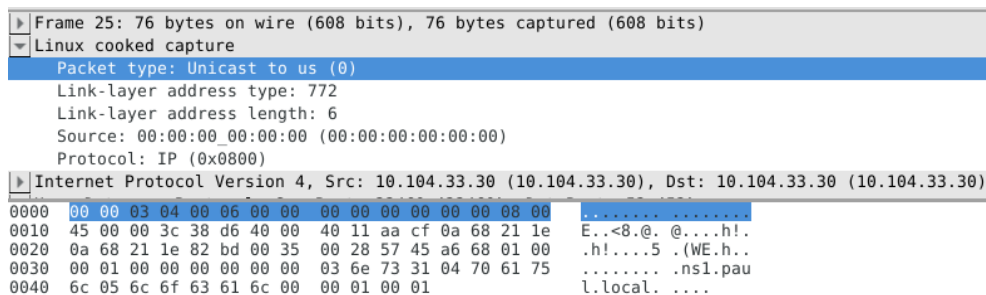 Frame 25: 76 bytes on wire (608 bits), 76 bytes captured (608 bits)
Linux cooked capture
Packet type: Unicast to us (0)
Link-layer address type: 772
Link-layer address length: 6
Source: 00:00:00_00:00:00 (00:00:00:00:00:00)
Protocol: IP (0x0800)
Internet Protocol Version 4, Src: 10.104.33.30 (10.104.33.30), Dst: 10.104.33.30 (10.104.33.30)
0000 00 00 03 04 00 06 00 00 00 00 00 00 00 00 08 00 ........ ........
0010 45 00 00 3c 38 d6 40 00 40 11 aa cf 0a 68 21 1e E..<8.@. @....h!.
0020 0a 68 21 1e 82 bd 00 35 00 28 57 45 a6 68 01 00 .h!....5 .(WE.h..
0030 00 01 00 00 00 00 00 00 03 6e 73 31 04 70 61 75 ........ .ns1.pau
0040 6c 05 6c 6f 63 61 6c 00 00 01 00 01 l.local. ....